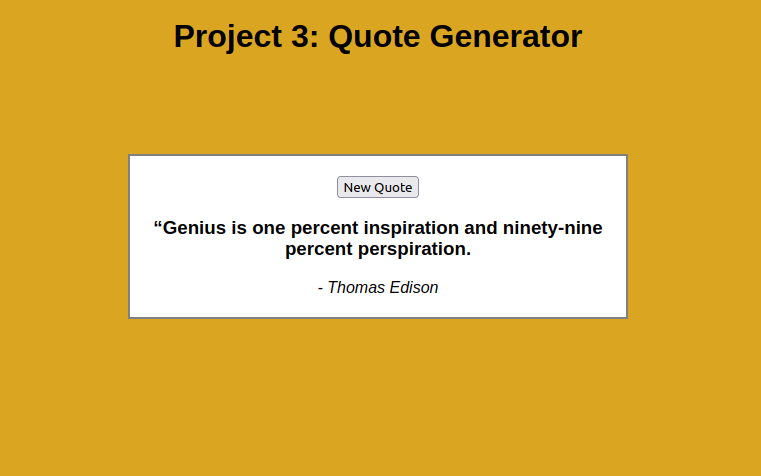 Project 3: Quote Generator
New Quote
“Genius is one percent inspiration and ninety-nine
percent perspiration.
- Thomas Edison